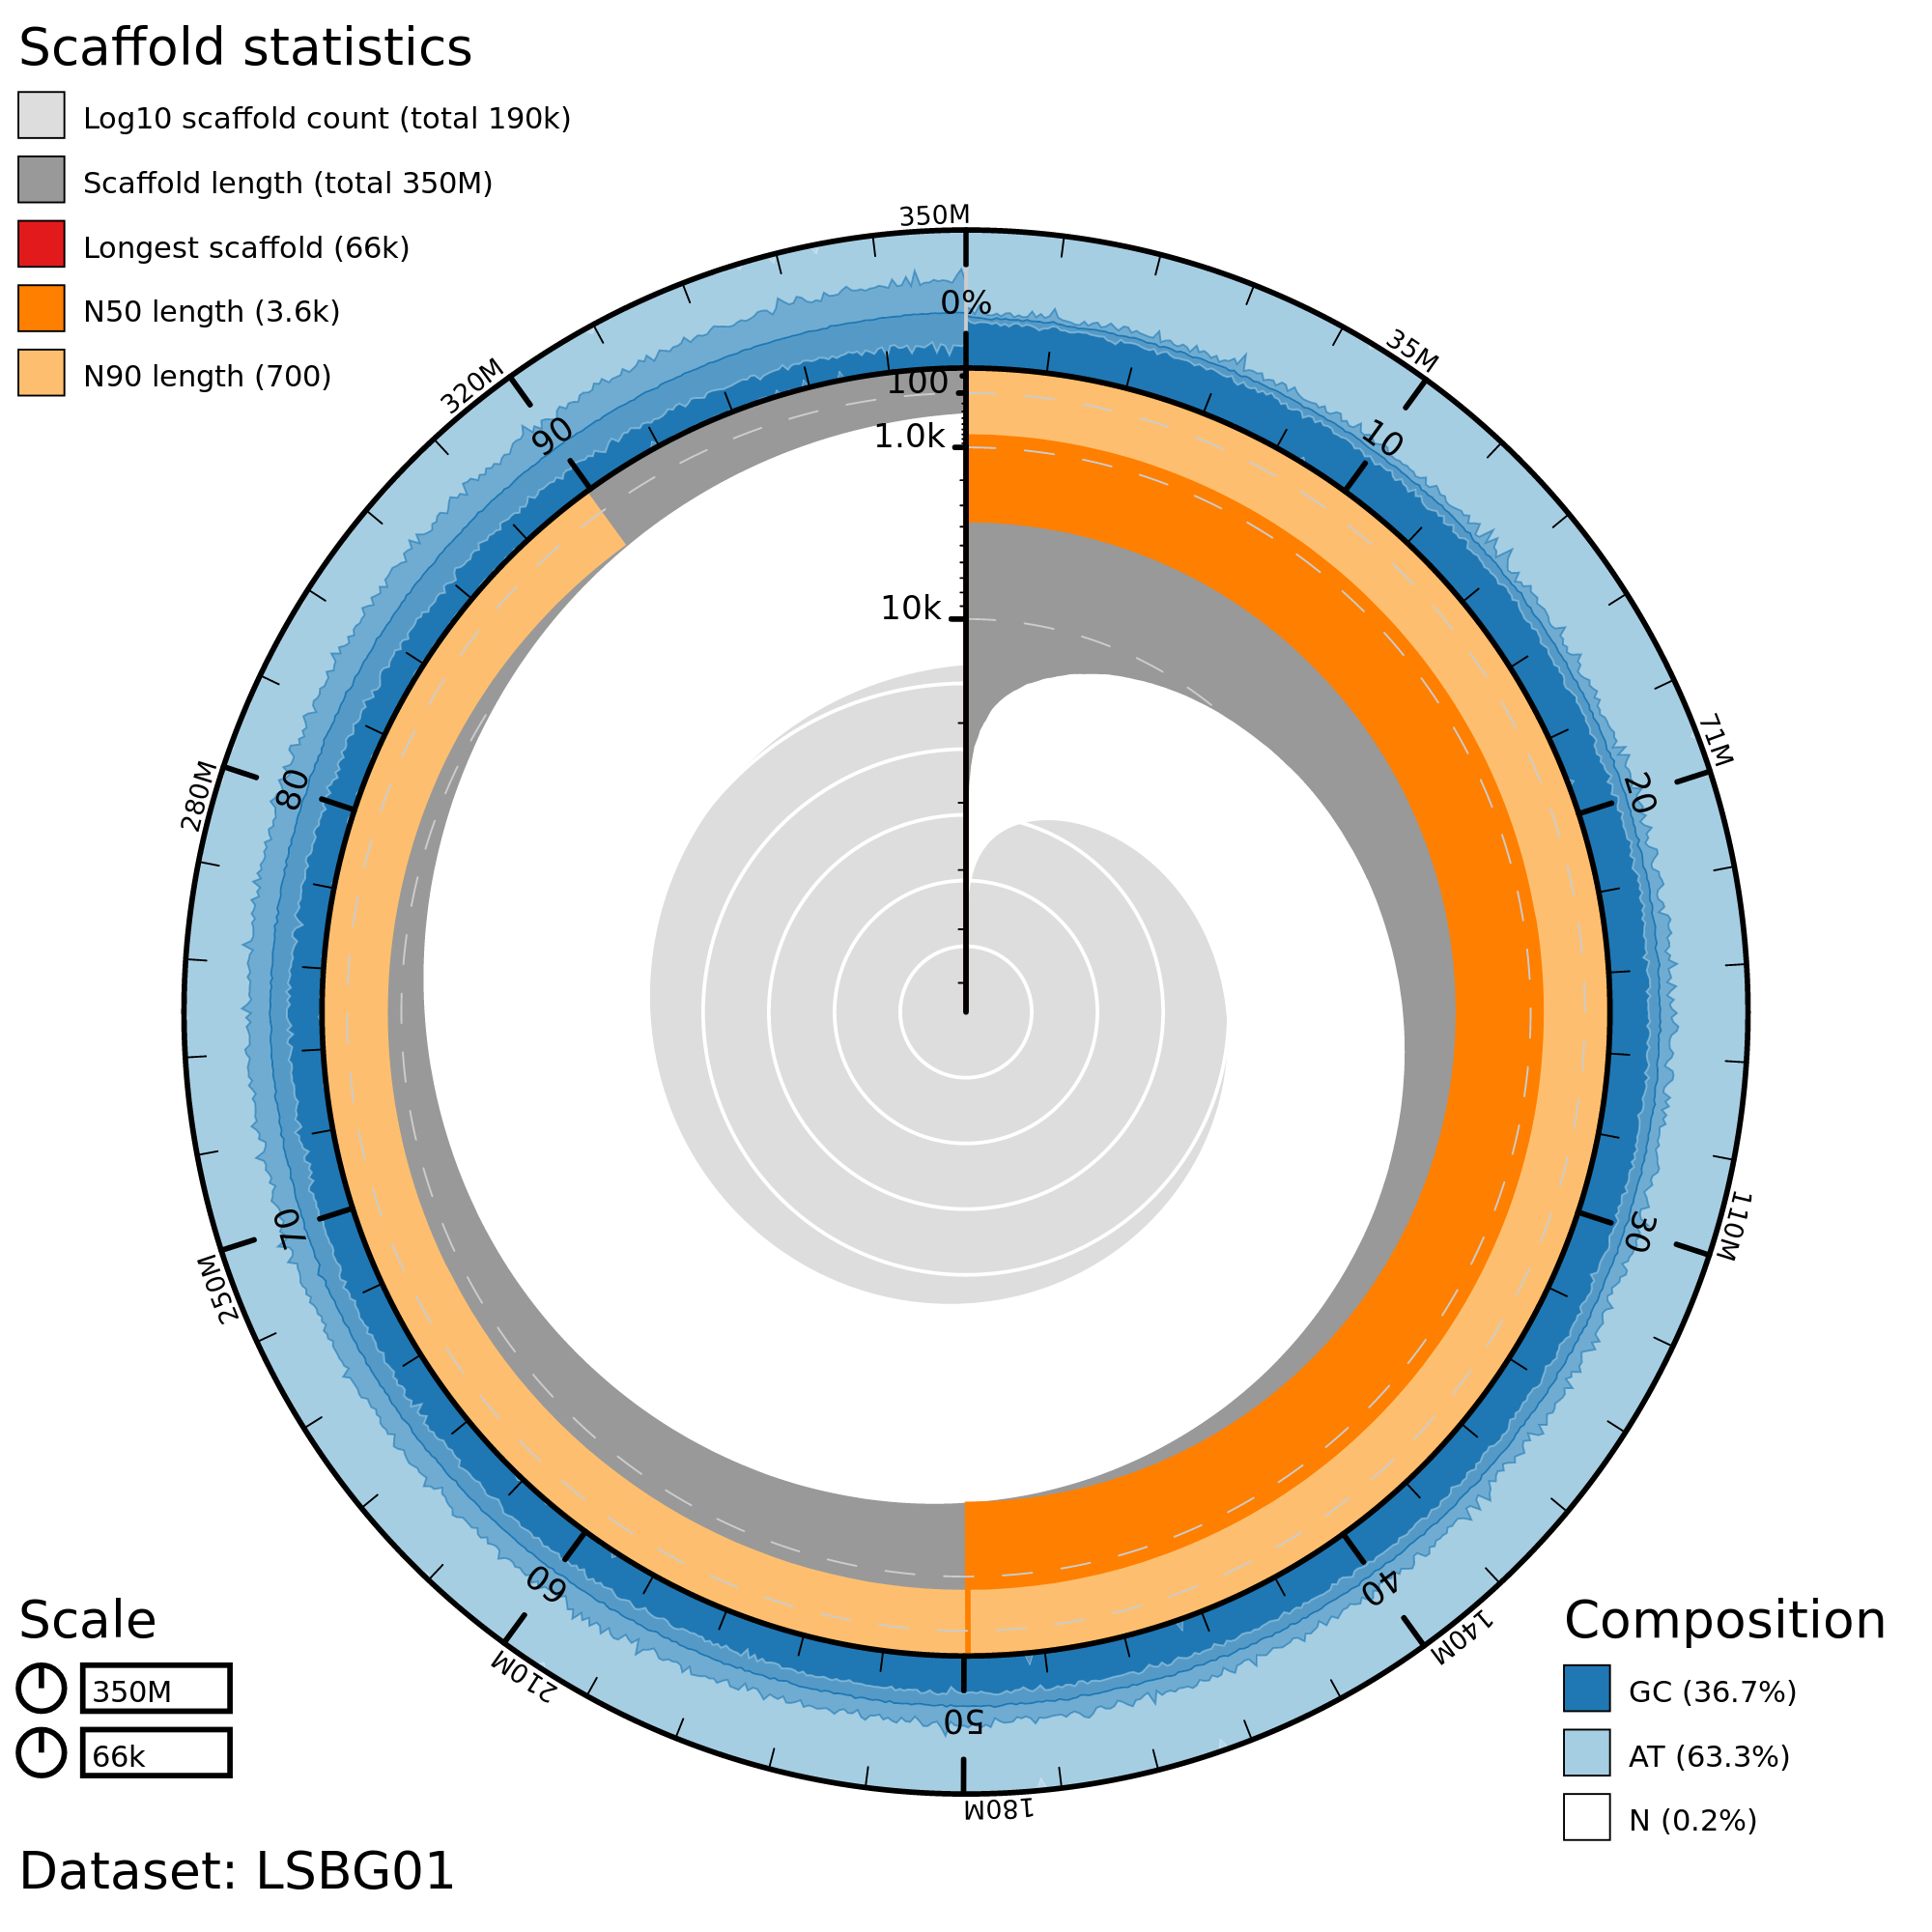 Scaffold statistics
Log10 scaffold count (total 190k)
Scaffold length (total 350M)
Longest scaffold (66k)
N50 length (3.6k)
N90 length (700)
350M
35M
71M
110M
140M
180M
210M
250M
280M
320M
0%
10
20
30
40
50
60
70
80
90
100
1.0k
10k
Scale
350M
66k
Composition
GC (36.7%)
AT (63.3%)
N (0.2%)
Dataset: LSBG01